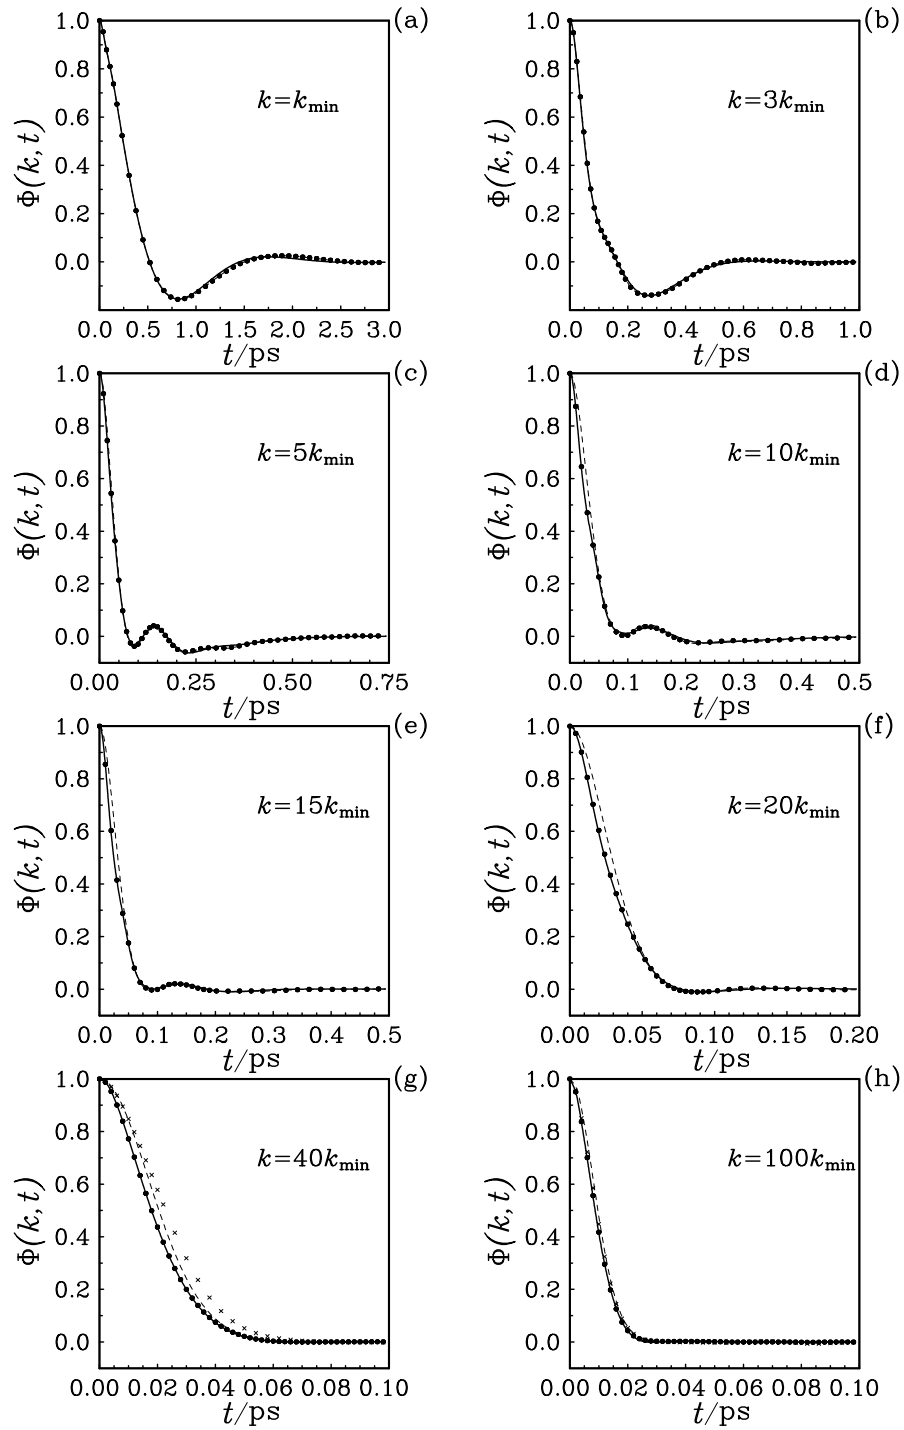 (a)
1.0
0.8
0.6
0.4
0.2
0.0
Φ(k,t)
k=kmin
0.0 0.5 1.0 1.5 2.0 2.5 3.0
t/ps
(b)
1.0
0.8
0.6
0.4
0.2
0.0
Φ(k,t)
k=3kmin
0.0 0.2 0.4 0.6 0.8 1.0
t/ps
(c)
1.0
0.8
0.6
0.4
0.2
0.0
Φ(k,t)
k=5kmin
0.00 0.25 0.50 0.75
t/ps
(d)
1.0
0.8
0.6
0.4
0.2
0.0
Φ(k,t)
k=10kmin
0.0 0.1 0.2 0.3 0.4 0.5
t/ps
(e)
1.0
0.8
0.6
0.4
0.2
0.0
Φ(k,t)
k=15kmin
0.0 0.1 0.2 0.3 0.4 0.5
t/ps
(f)
1.0
0.8
0.6
0.4
0.2
0.0
Φ(k,t)
k=20kmin
0.00 0.05 0.10 0.15 0.20
t/ps
(g)
1.0
0.8
0.6
0.4
0.2
0.0
Φ(k,t)
k=40kmin
0.00 0.02 0.04 0.06 0.08 0.10
t/ps
(h)
1.0
0.8
0.6
0.4
0.2
0.0
Φ(k,t)
k=100kmin
0.00 0.02 0.04 0.06 0.08 0.10
t/ps